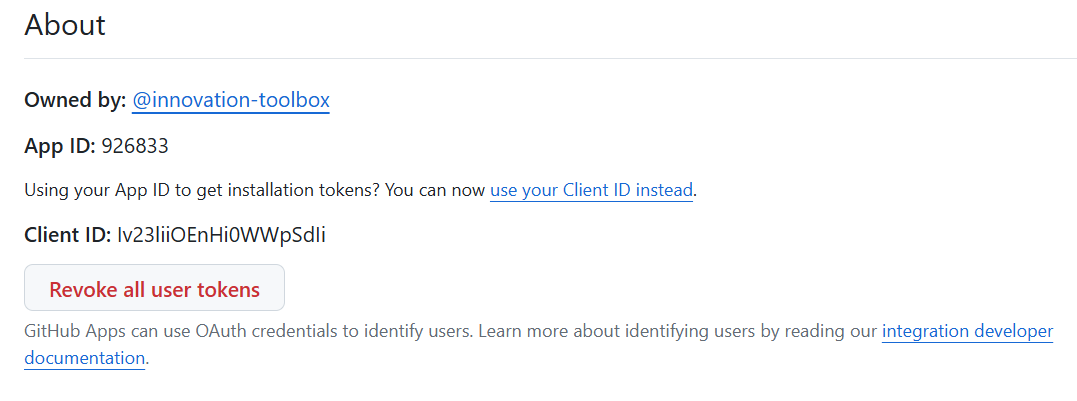 About
Owned by: @innovation-toolbox
App ID: 926833
Using your App ID to get installation tokens? You can now use your Client ID instead.
Client ID: Iv23liiOEnHi0WWpSdIi
Revoke all user tokens
GitHub Apps can use OAuth credentials to identify users. Learn more about identifying users by reading our integration developer
documentation.